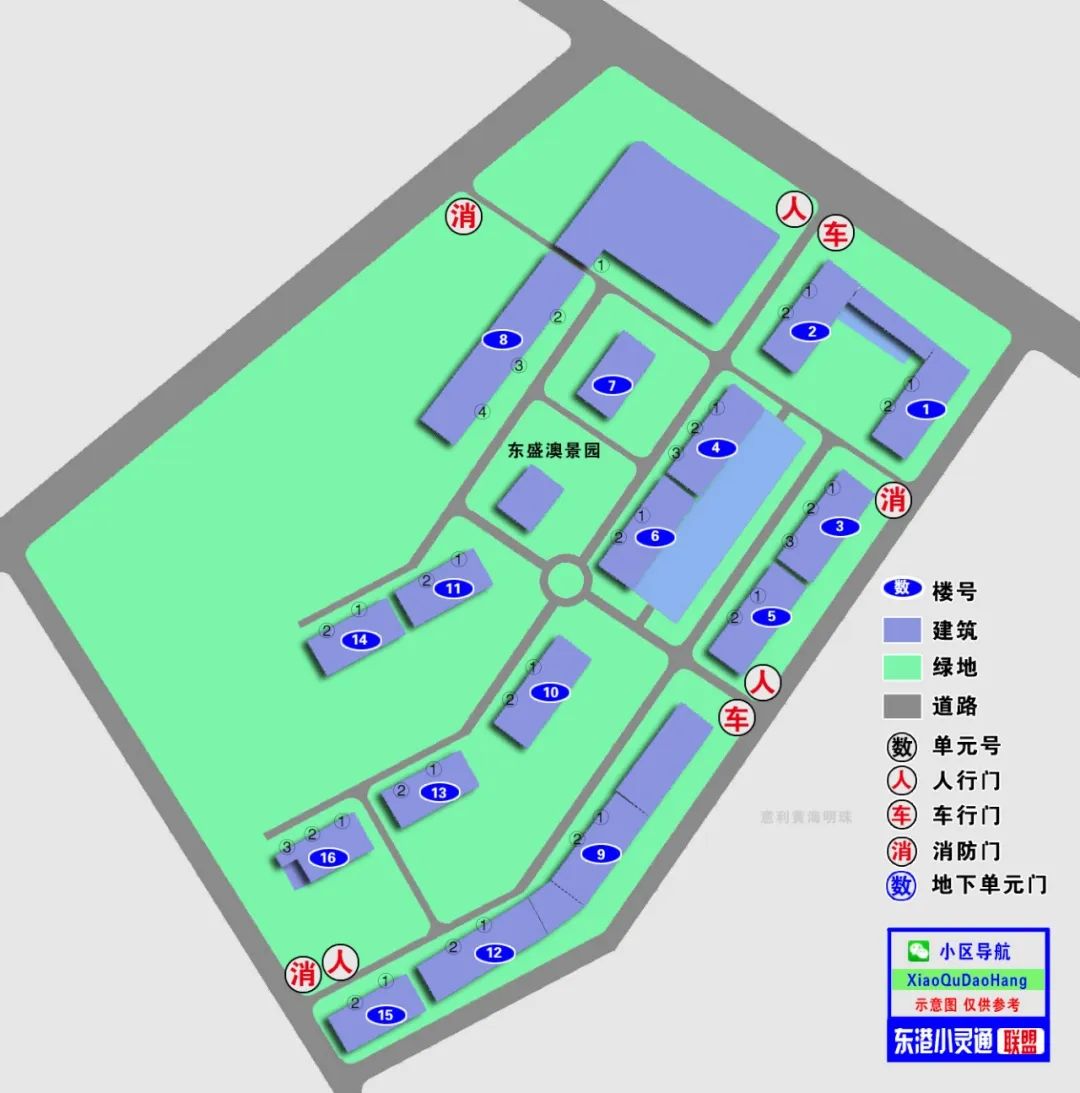 消
人
车
1
1
2
2
8
2
3
4
7
1
2
1
1
2
3
4
东盛澳景园
1
2
6
1
2
3
3
消
1
2
5
人
车
1
2
11
1
2
14
1
2
10
1
2
13
1
2
3
16
1
2
9
1
2
12
1
2
15
消
人
意利黄海明珠
数 楼号
建筑
绿地
道路
数 单元号
人 人行门
车 车行门
消 消防门
数 地下单元门
小区导航
XiaoQuDaoHang
示意图 仅供参考
东港小灵通 联盟